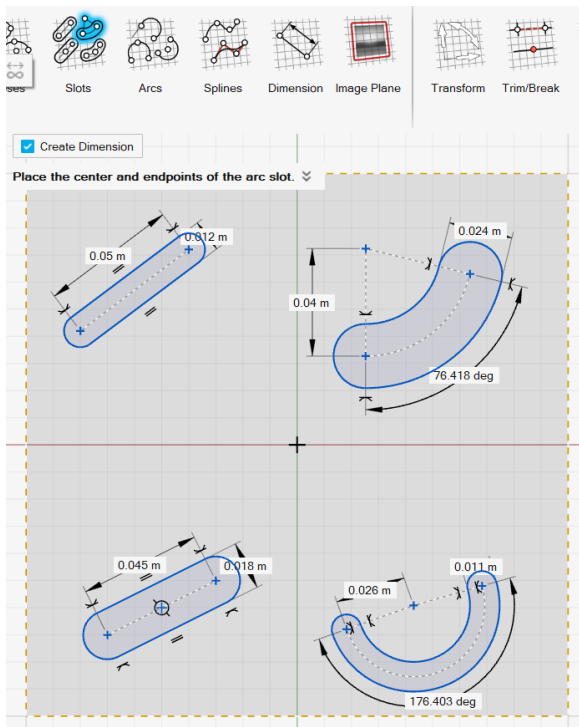 Slots
Arcs
Splines
Dimension
Image Plane
Transform
Trim/Break
Create Dimension
Place the center and endpoints of the arc slot.
0.05 m
0.012 m
0.024 m
0.04 m
76.418 deg
0.045 m
0.018 m
0.026 m
0.011 m
176.403 deg